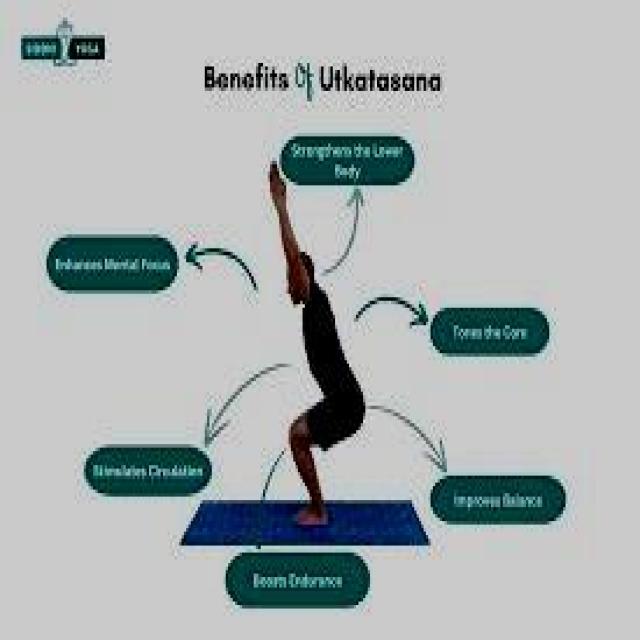 YOGA
Benefits Of Utkatasana
Strengthens the Lower
Body
Enhances Mental Focus
Tones the Core
Stimulates Circulation
Improves Balance
Boosts Endurance